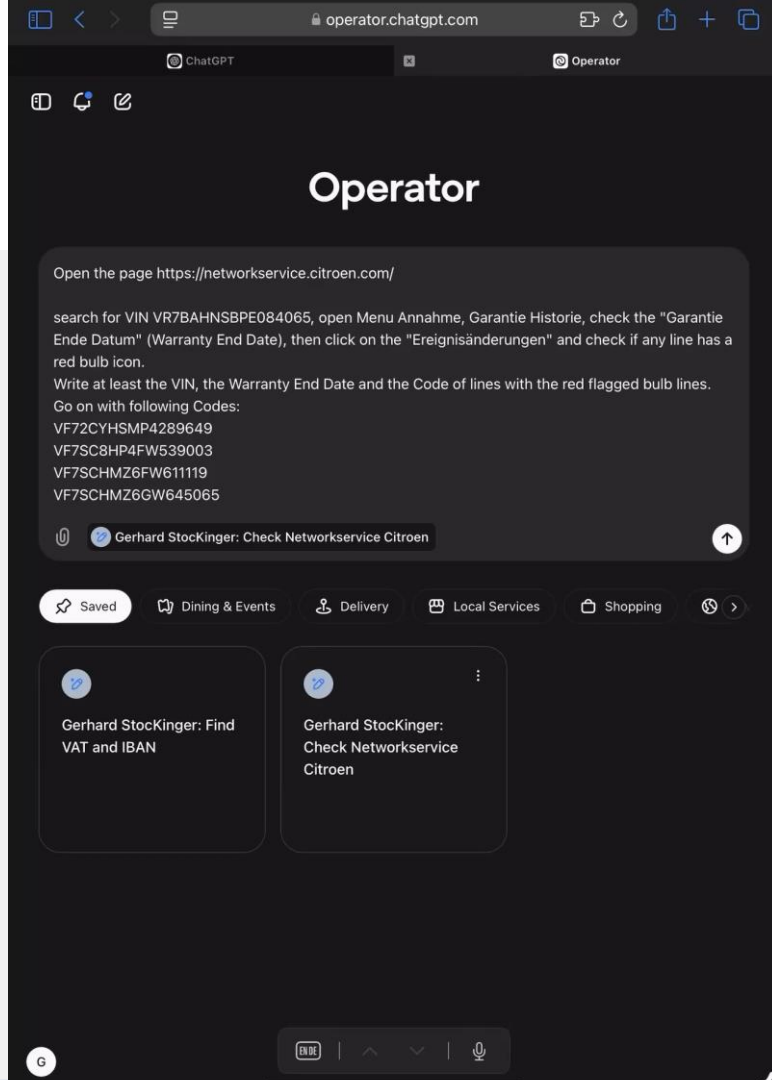 operator.chatgpt.com
ChatGPT
Operator
Operator
Open the page https://networkservice.citroen.com/
search for VIN VR7BAHNSBPE084065, open Menu Annahme, Garantie Historie, check the "Garantie
Ende Datum" (Warranty End Date), then click on the "Ereignisänderungen" and check if any line has a
red bulb icon.
Write at least the VIN, the Warranty End Date and the Code of lines with the red flagged bulb lines.
Go on with following Codes:
VF72CYHSMP4289649
VF7SC8HP4FW539003
VF7SCHMZ6FW611119
VF7SCHMZ6GW645065
Gerhard StocKinger: Check Networkservice Citroen
Saved
Dining & Events
Delivery
Local Services
Shopping
Gerhard StocKinger: Find
VAT and IBAN
Gerhard StocKinger:
Check Networkservice
Citroen
EN DE
G